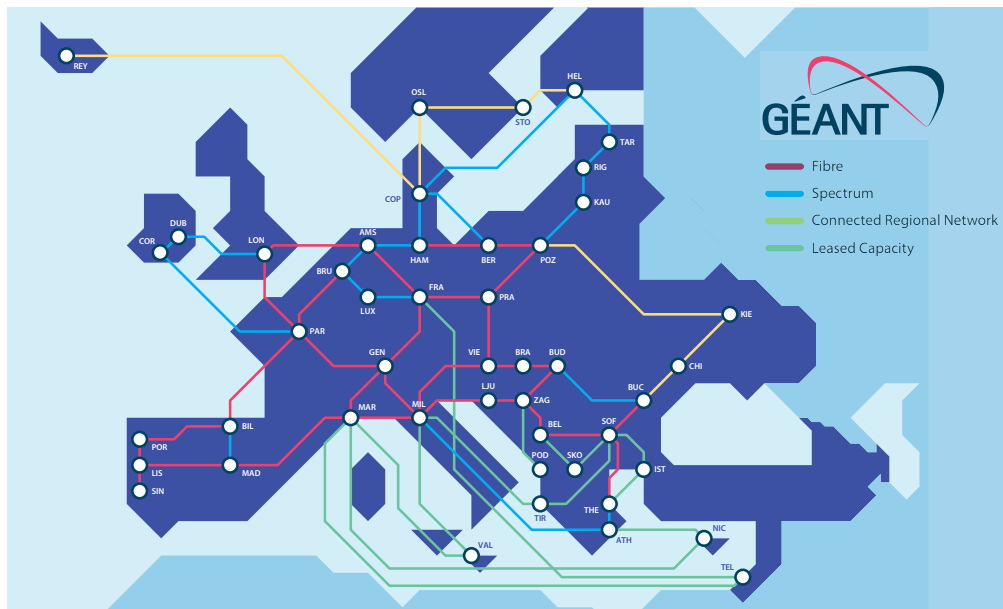 REY
OSL
HEL
STO
GÉANT
TAR
Fibre
RIG
Spectrum
COP
KAU
Connected Regional Network
DUB
COR
LON
AMS
Leased Capacity
HAM
BER
POZ
BRU
FRA
PRA
LUX
KIE
PAR
GEN
VIE
BRA
BUD
CHI
LJU
ZAG
BUC
MAR
MIL
BIL
SOF
POR
BEL
LIS
MAD
POD
SKO
IST
SIN
TIR
THE
NIC
ATH
VAL
TEL